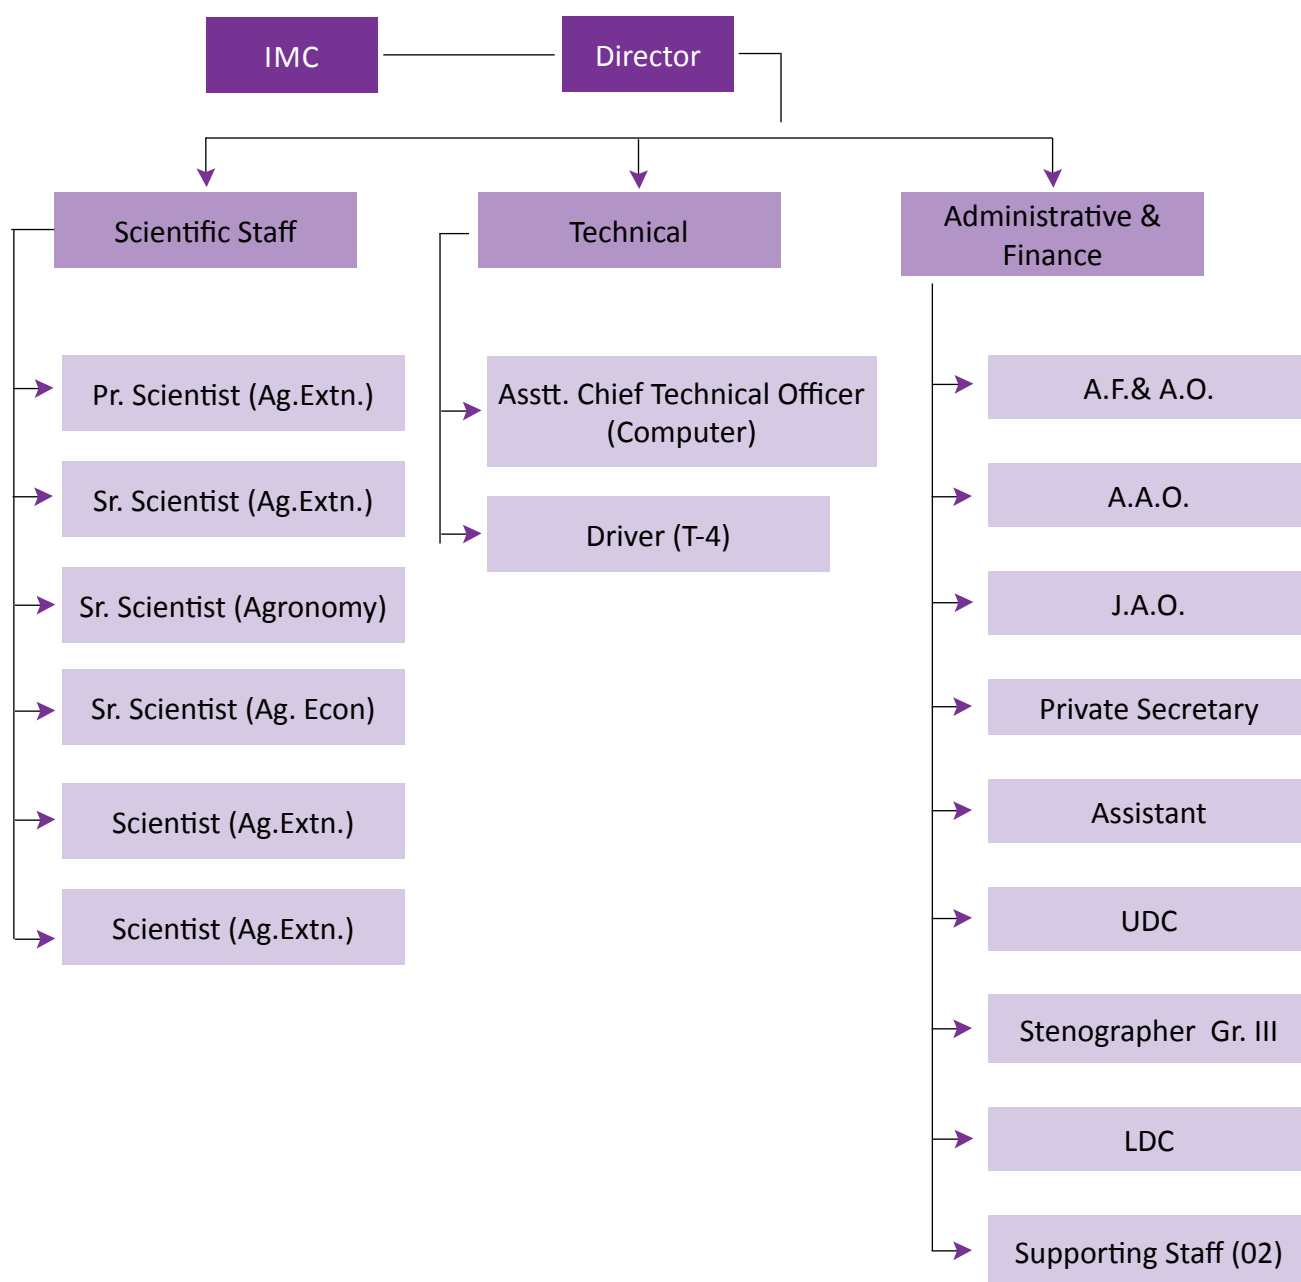 IMC
Director
Scientific Staff
Technical
Administrative &
Finance
Pr. Scientist (Ag.Extn.)
Sr. Scientist (Ag.Extn.)
Sr. Scientist (Agronomy)
Sr. Scientist (Ag. Econ)
Scientist (Ag.Extn.)
Scientist (Ag.Extn.)
Asstt. Chief Technical Officer
(Computer)
Driver (T-4)
A.F.& A.O.
A.A.O.
J.A.O.
Private Secretary
Assistant
UDC
Stenographer  Gr. III
LDC
Supporting Staff (02)